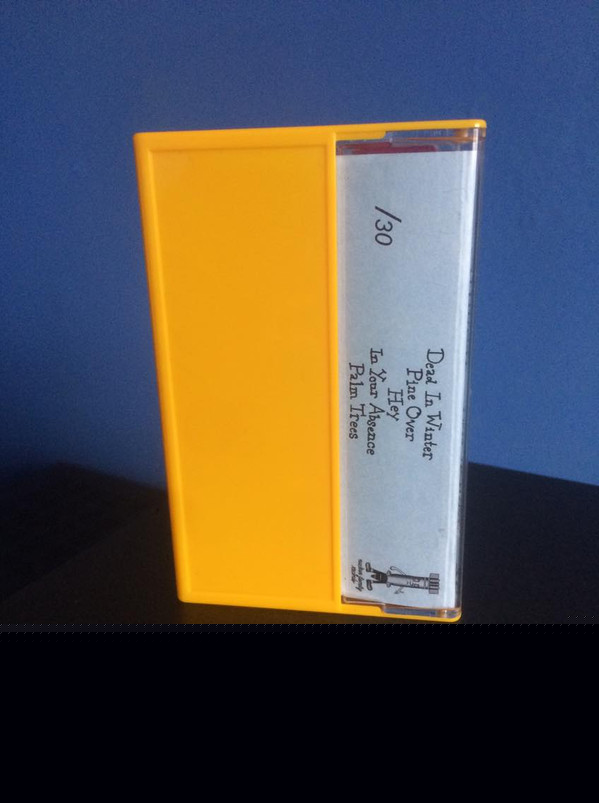 /30
Dead In Winter
Pine Over
Hey
In Your Absence
Palm Trees